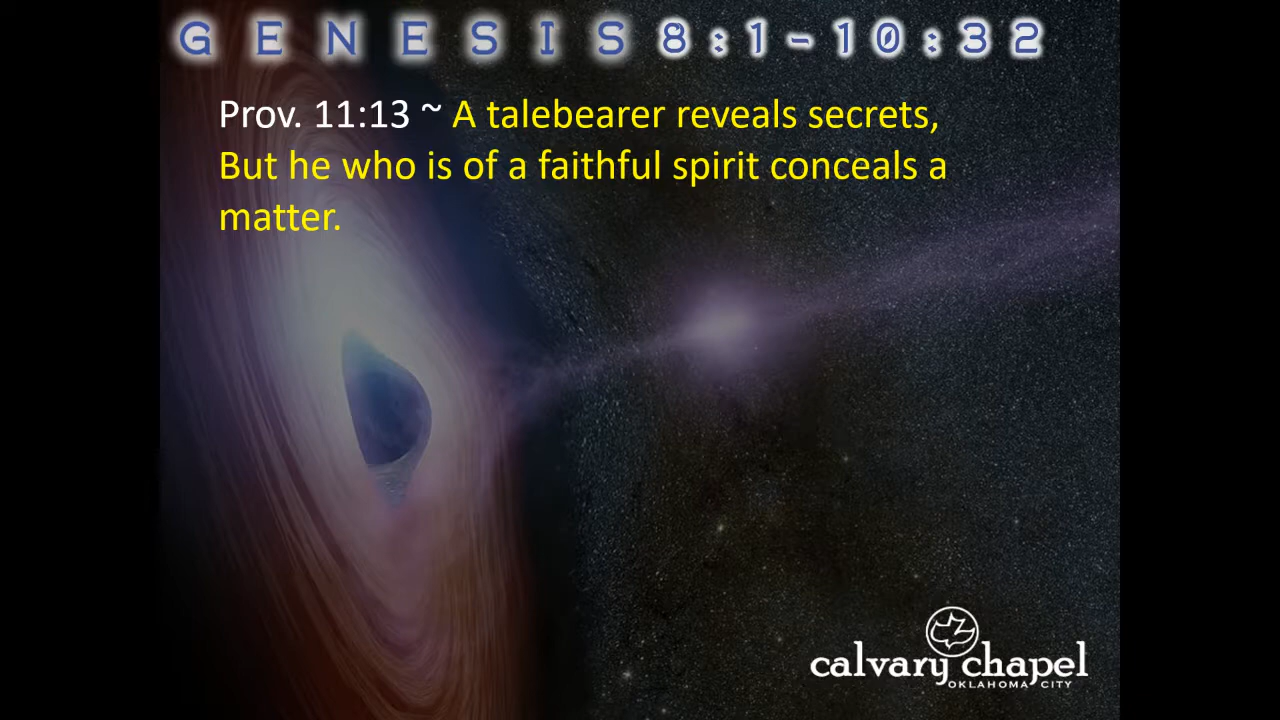 GENESIS 8:1-10:32
Prov. 11:13 ~ A talebearer reveals secrets,
But he who is of a faithful spirit conceals a
matter.
calvary chapel
OKLAHOMA CITY